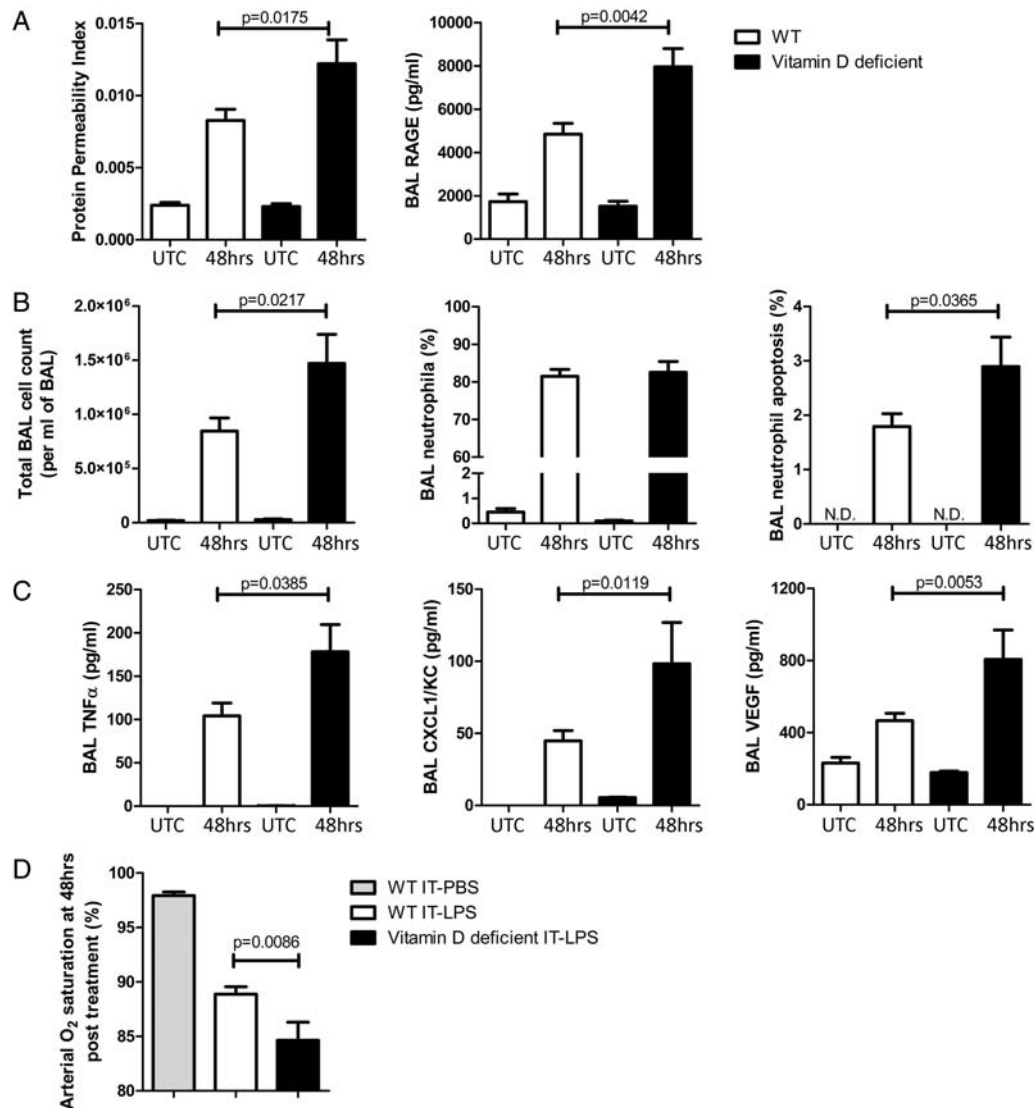 A
Protein Permeability Index
0.015
0.010
0.005
0.000
p=0.0175
UTC 48hrs UTC 48hrs
BAL RAGE (pg/ml)
10000
8000
6000
4000
2000
0
p=0.0042
UTC 48hrs UTC 48hrs
WT
Vitamin D deficient
B
Total BAL cell count
(per ml of BAL)
2.0×10⁶
1.5×10⁶
1.0×10⁶
5.0×10⁵
0
p=0.0217
UTC 48hrs UTC 48hrs
BAL neutrophila (%)
100
90
80
70
60
2
1
0
UTC 48hrs UTC 48hrs
BAL neutrophil apoptosis (%)
4
3
2
1
0
p=0.0365
N.D. N.D.
UTC 48hrs UTC 48hrs
C
BAL TNFα (pg/ml)
250
200
150
100
50
0
p=0.0385
UTC 48hrs UTC 48hrs
BAL CXCL1/KC (pg/ml)
150
100
50
0
p=0.0119
UTC 48hrs UTC 48hrs
BAL VEGF (pg/ml)
1200
800
400
0
p=0.0053
UTC 48hrs UTC 48hrs
D
Arterial O₂ saturation at 48hrs
post treatment (%)
100
95
90
85
80
p=0.0086
WT IT-PBS
WT IT-LPS
Vitamin D deficient IT-LPS